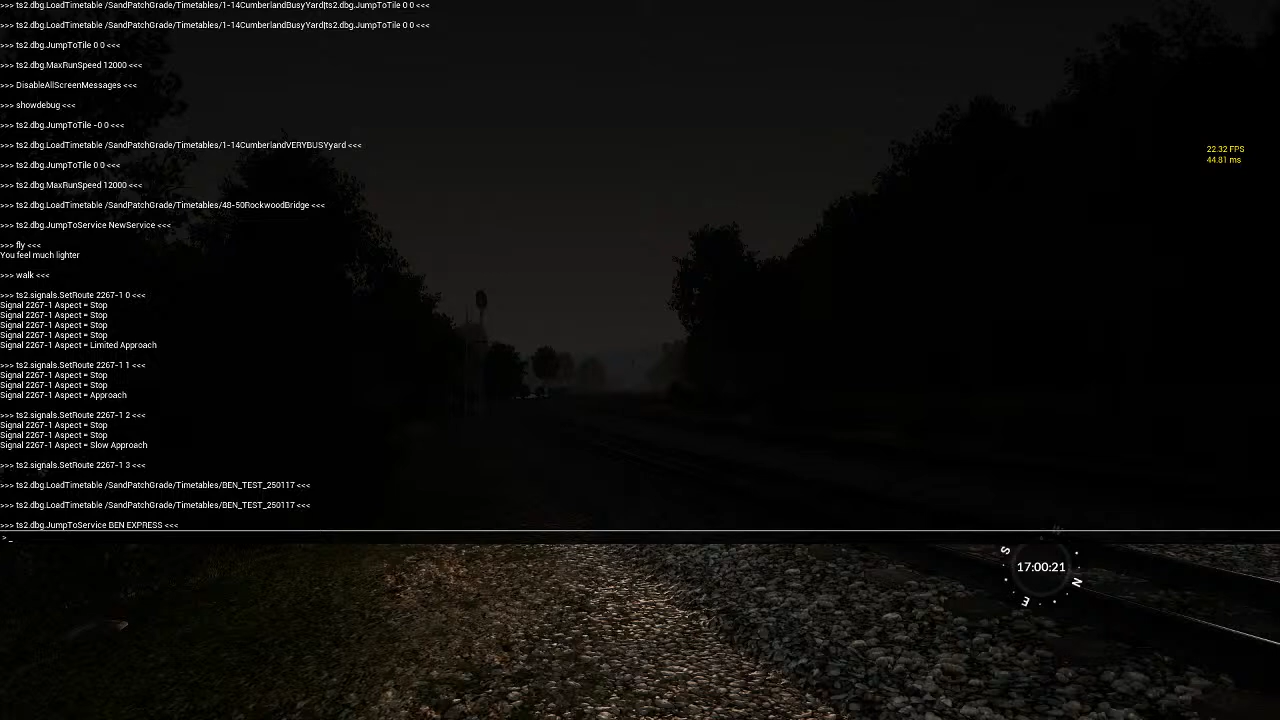 >>> ts2.dbg.LoadTimetable /SandPatchGrade/Timetables/1-14CumberlandBusyYard|ts2.dbg.JumpToTile 0 0 <<<
>>> ts2.dbg.LoadTimetable /SandPatchGrade/Timetables/1-14CumberlandBusyYard|ts2.dbg.JumpToTile 0 0 <<<
>>> ts2.dbg.JumpToTile 0 0 <<<
>>> ts2.dbg.MaxRunSpeed 12000 <<<
>>> DisableAllScreenMessages <<<
>>> showdebug <<<
>>> ts2.dbg.JumpToTile -0 0 <<<
>>> ts2.dbg.LoadTimetable /SandPatchGrade/Timetables/1-14CumberlandVERYBUSYyard <<<
>>> ts2.dbg.JumpToTile 0 0 <<<
>>> ts2.dbg.MaxRunSpeed 12000 <<<
>>> ts2.dbg.LoadTimetable /SandPatchGrade/Timetables/48-50RockwoodBridge <<<
>>> ts2.dbg.JumpToService NewService <<<
>>> fly <<<
You feel much lighter
>>> walk <<<
>>> ts2.signals.SetRoute 2267-1 0 <<<
Signal 2267-1 Aspect = Stop
Signal 2267-1 Aspect = Stop
Signal 2267-1 Aspect = Stop
Signal 2267-1 Aspect = Stop
Signal 2267-1 Aspect = Limited Approach
>>> ts2.signals.SetRoute 2267-1 1 <<<
Signal 2267-1 Aspect = Stop
Signal 2267-1 Aspect = Stop
Signal 2267-1 Aspect = Approach
>>> ts2.signals.SetRoute 2267-1 2 <<<
Signal 2267-1 Aspect = Stop
Signal 2267-1 Aspect = Stop
Signal 2267-1 Aspect = Slow Approach
>>> ts2.signals.SetRoute 2267-1 3 <<<
>>> ts2.dbg.LoadTimetable /SandPatchGrade/Timetables/BEN_TEST_250117 <<<
>>> ts2.dbg.LoadTimetable /SandPatchGrade/Timetables/BEN_TEST_250117 <<<
>>> ts2.dbg.JumpToService BEN EXPRESS <<<
> _
22.32 FPS
44.81 ms
S
17:00:21
N
E